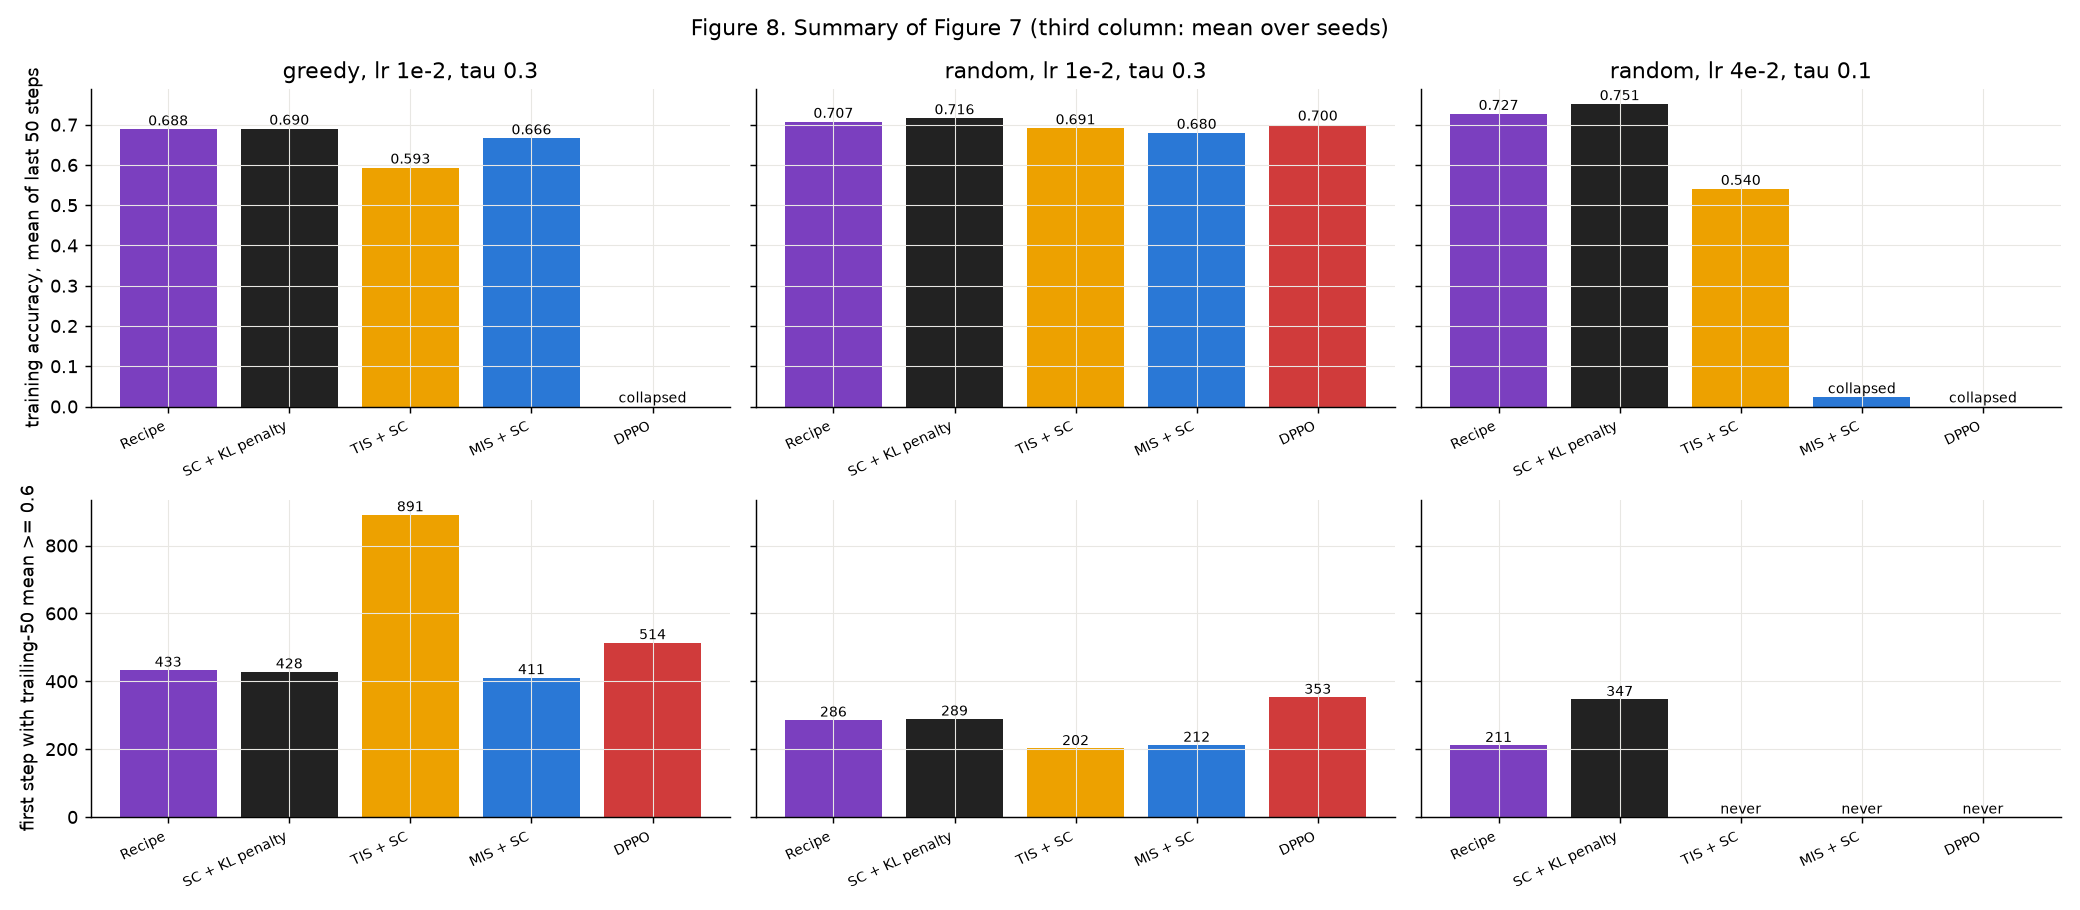 Figure 8. Summary of Figure 7 (third column: mean over seeds)
greedy, lr 1e-2, tau 0.3
training accuracy, mean of last 50 steps
0.7
0.6
0.5
0.4
0.3
0.2
0.1
0.0
0.688
0.690
0.593
0.666
collapsed
Recipe
SC + KL penalty
TIS + SC
MIS + SC
DPPO
random, lr 1e-2, tau 0.3
0.707
0.716
0.691
0.680
0.700
Recipe
SC + KL penalty
TIS + SC
MIS + SC
DPPO
random, lr 4e-2, tau 0.1
0.727
0.751
0.540
collapsed
collapsed
Recipe
SC + KL penalty
TIS + SC
MIS + SC
DPPO
first step with trailing-50 mean >= 0.6
800
600
400
200
0
433
428
891
411
514
Recipe
SC + KL penalty
TIS + SC
MIS + SC
DPPO
286
289
202
212
353
Recipe
SC + KL penalty
TIS + SC
MIS + SC
DPPO
211
347
never
never
never
Recipe
SC + KL penalty
TIS + SC
MIS + SC
DPPO